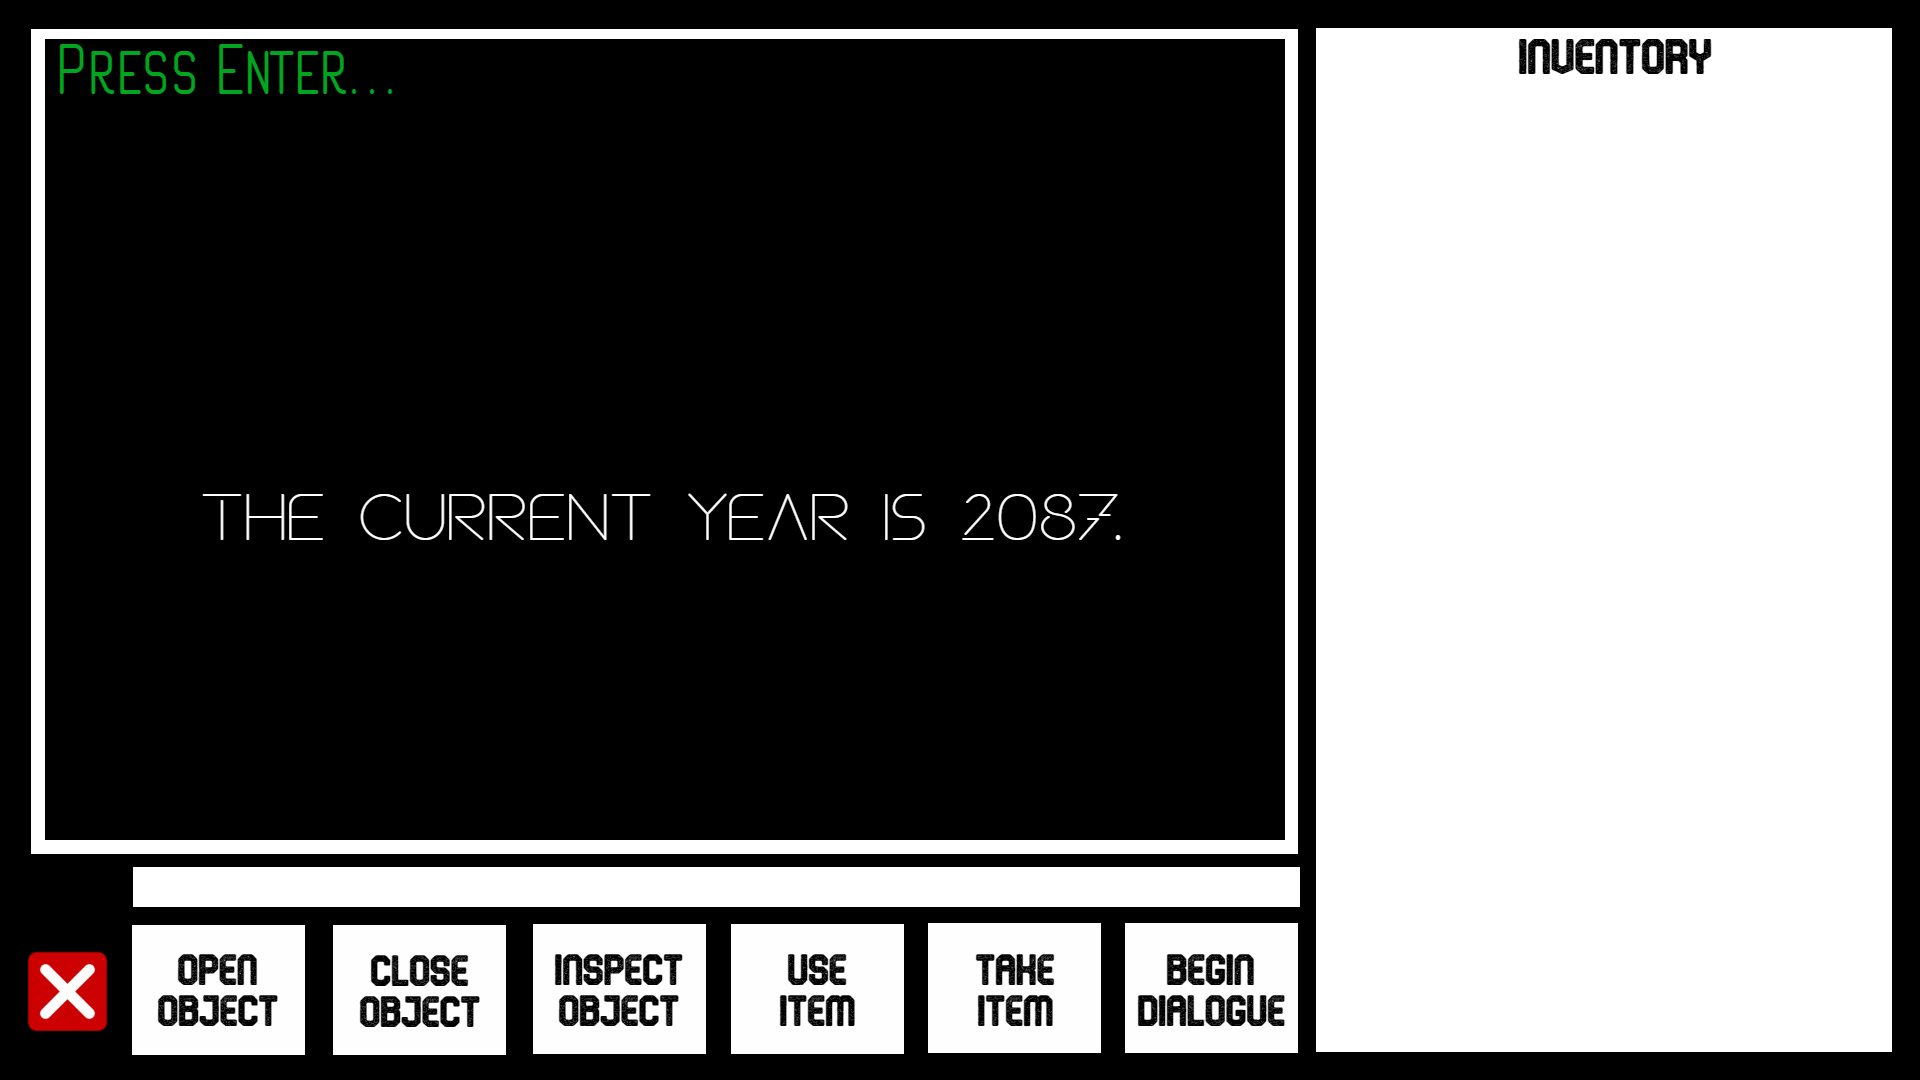 Press Enter...
INVENTORY
THE CURRENT YEAR IS 2087.
OPEN
OBJECT
CLOSE
OBJECT
INSPECT
OBJECT
USE
ITEM
TAKE
ITEM
BEGIN
DIALOGUE